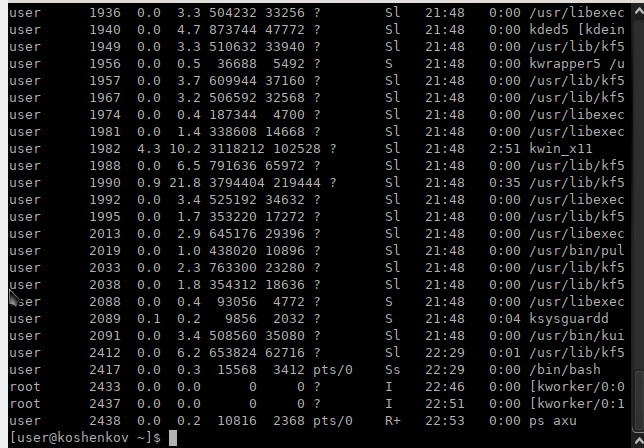 user 1936 0.0 3.3 504232 33256 ? Sl 21:48 0:00 /usr/libexec
user 1940 0.0 4.7 873744 47772 ? Sl 21:48 0:00 kded5 [kdein
user 1949 0.0 3.3 510632 33940 ? Sl 21:48 0:00 /usr/lib/kf5
user 1956 0.0 0.5 36688 5492 ? S 21:48 0:00 kwrapper5 /u
user 1957 0.0 3.7 609944 37160 ? Sl 21:48 0:00 /usr/lib/kf5
user 1967 0.0 3.2 506592 32568 ? Sl 21:48 0:00 /usr/lib/kf5
user 1974 0.0 0.4 187344 4700 ? Sl 21:48 0:00 /usr/libexec
user 1981 0.0 1.4 338608 14668 ? Sl 21:48 0:00 /usr/libexec
user 1982 4.3 10.2 3118212 102528 ? Sl 21:48 2:51 kwin_x11
user 1988 0.0 6.5 791636 65972 ? Sl 21:48 0:00 /usr/lib/kf5
user 1990 0.9 21.8 3794404 219444 ? Sl 21:48 0:35 /usr/lib/kf5
user 1992 0.0 3.4 525192 34632 ? Sl 21:48 0:00 /usr/libexec
user 1995 0.0 1.7 353220 17272 ? Sl 21:48 0:00 /usr/lib/kf5
user 2013 0.0 2.9 645176 29396 ? Sl 21:48 0:00 /usr/libexec
user 2019 0.0 1.0 438020 10896 ? Sl 21:48 0:00 /usr/bin/pul
user 2033 0.0 2.3 763300 23280 ? Sl 21:48 0:00 /usr/lib/kf5
user 2038 0.0 1.8 354312 18636 ? Sl 21:48 0:00 /usr/lib/kf5
user 2088 0.0 0.4 93056 4772 ? S 21:48 0:00 /usr/libexec
user 2089 0.1 0.2 9856 2032 ? S 21:48 0:04 ksysguardd
user 2091 0.0 3.4 508560 35080 ? Sl 21:48 0:00 /usr/bin/kui
user 2412 0.0 6.2 653824 62716 ? Sl 22:29 0:01 /usr/lib/kf5
user 2417 0.0 0.3 15568 3412 pts/0 Ss 22:29 0:00 /bin/bash
root 2433 0.0 0.0 0 0 ? I 22:46 0:00 [kworker/0:0
root 2437 0.0 0.0 0 0 ? I 22:51 0:00 [kworker/0:1
user 2438 0.0 0.2 10816 2368 pts/0 R+ 22:53 0:00 ps axu
[user@koshenkov ~]$